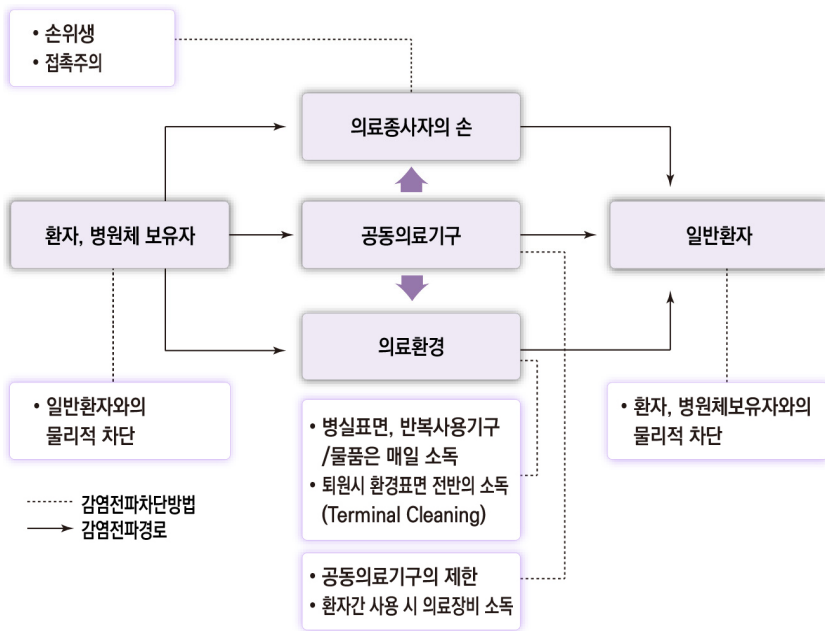 • 손위생
• 접촉주의
의료종사자의 손
환자, 병원체 보유자
공동의료기구
일반환자
의료환경
• 일반환자와의
물리적 차단
• 병실표면, 반복사용기구
/물품은 매일 소독
• 퇴원시 환경표면 전반의 소독
(Terminal Cleaning)
• 환자, 병원체보유자와의
물리적 차단
감염전파차단방법
감염전파경로
• 공동의료기구의 제한
• 환자간 사용 시 의료장비 소독